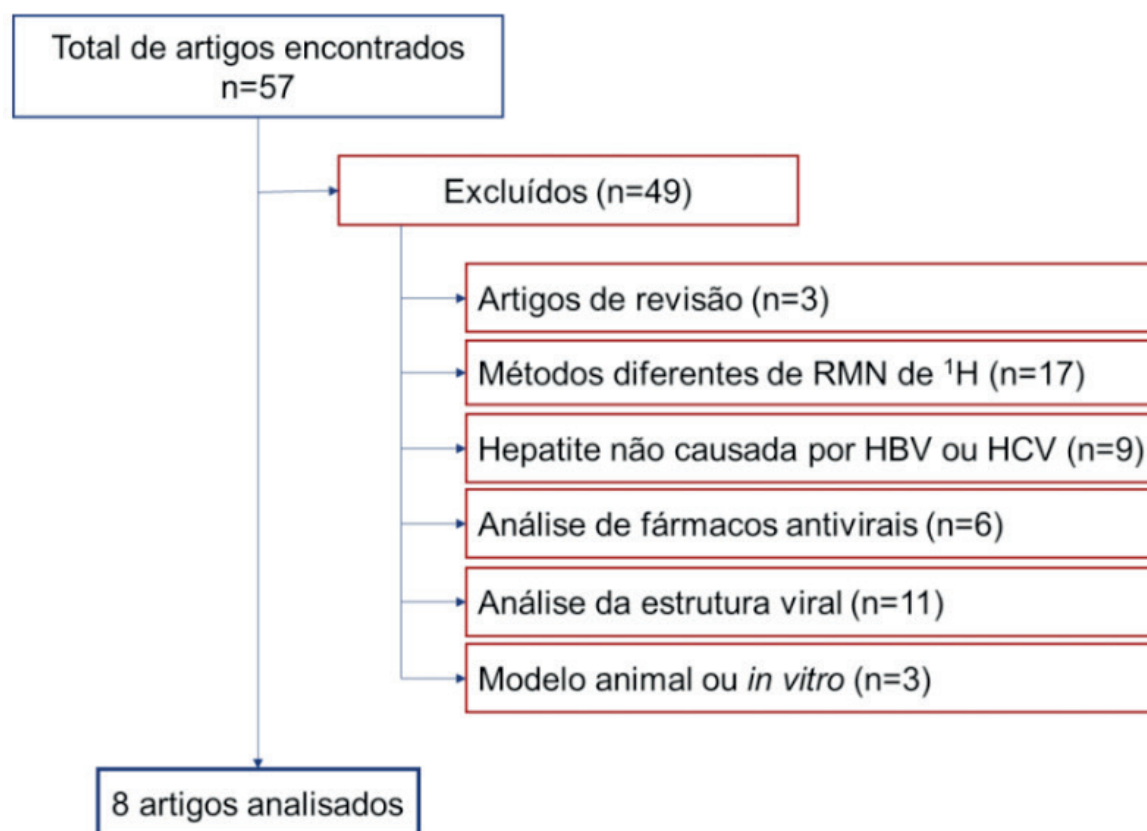 Total de artigos encontrados
n=57
Excluídos (n=49)
Artigos de revisão (n=3)
Métodos diferentes de RMN de ¹H (n=17)
Hepatite não causada por HBV ou HCV (n=9)
Análise de fármacos antivirais (n=6)
Análise da estrutura viral (n=11)
Modelo animal ou in vitro (n=3)
8 artigos analisados